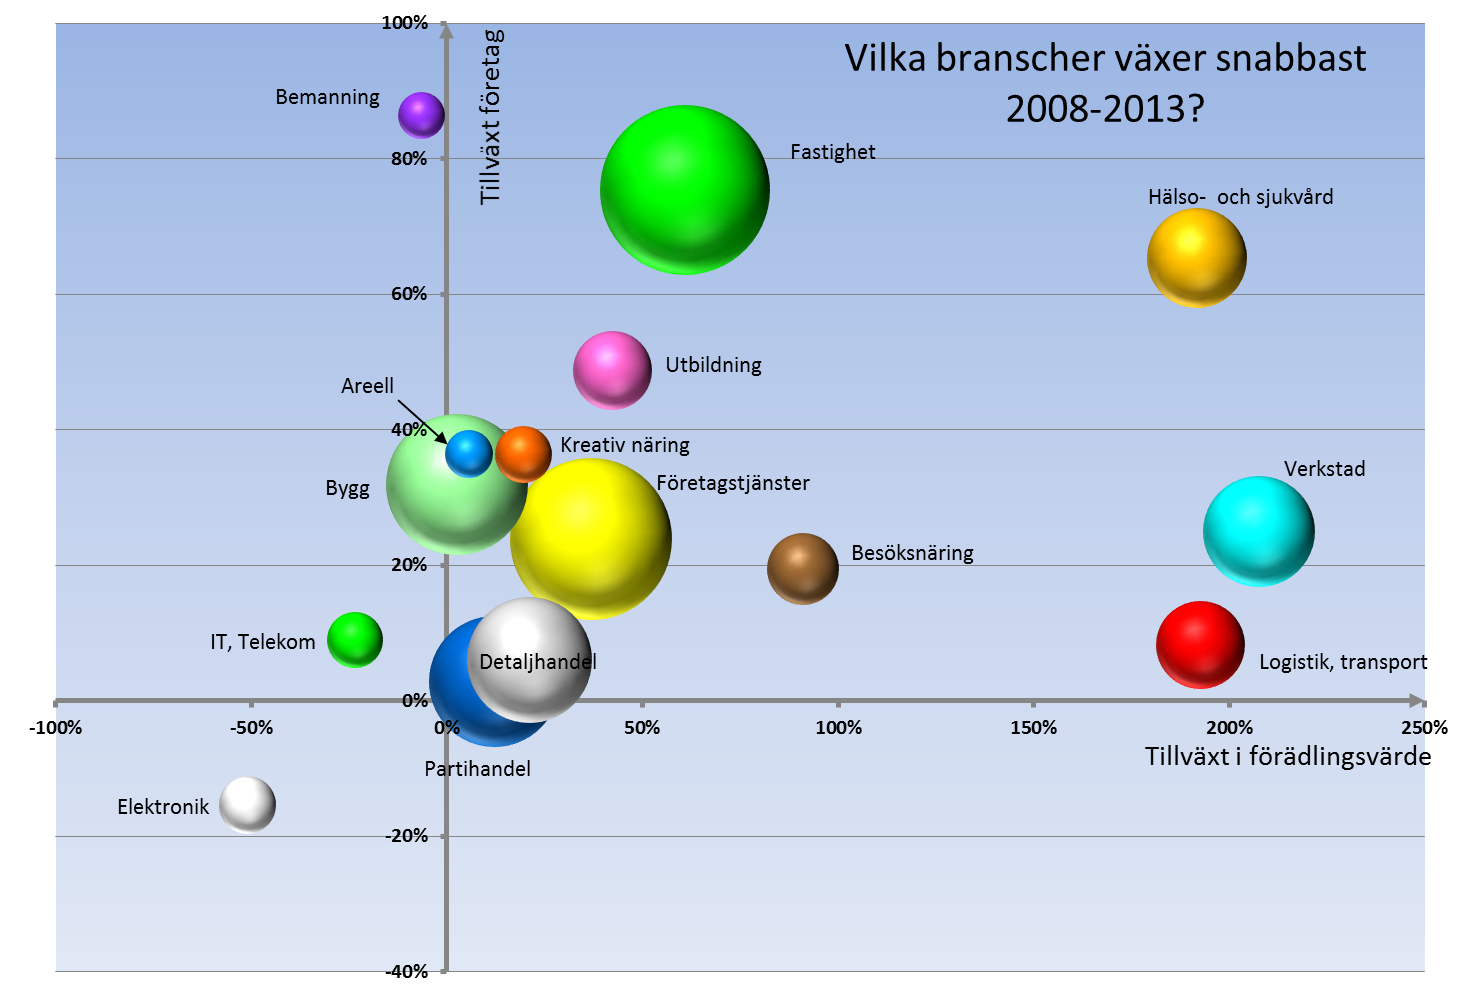 100%
Tillväxt företag
Vilka branscher växer snabbast
2008-2013?
Bemanning
Fastighet
80%
Hälso- och sjukvård
60%
Utbildning
Areell
40%
Kreativ näring
Verkstad
Företagstjänster
Bygg
Besöksnäring
20%
IT, Telekom
Detaljhandel
Logistik, transport
0%
-100%
-50%
0%
50%
100%
150%
200%
250%
Tillväxt i förädlingsvärde
Partihandel
Elektronik
-20%
-40%